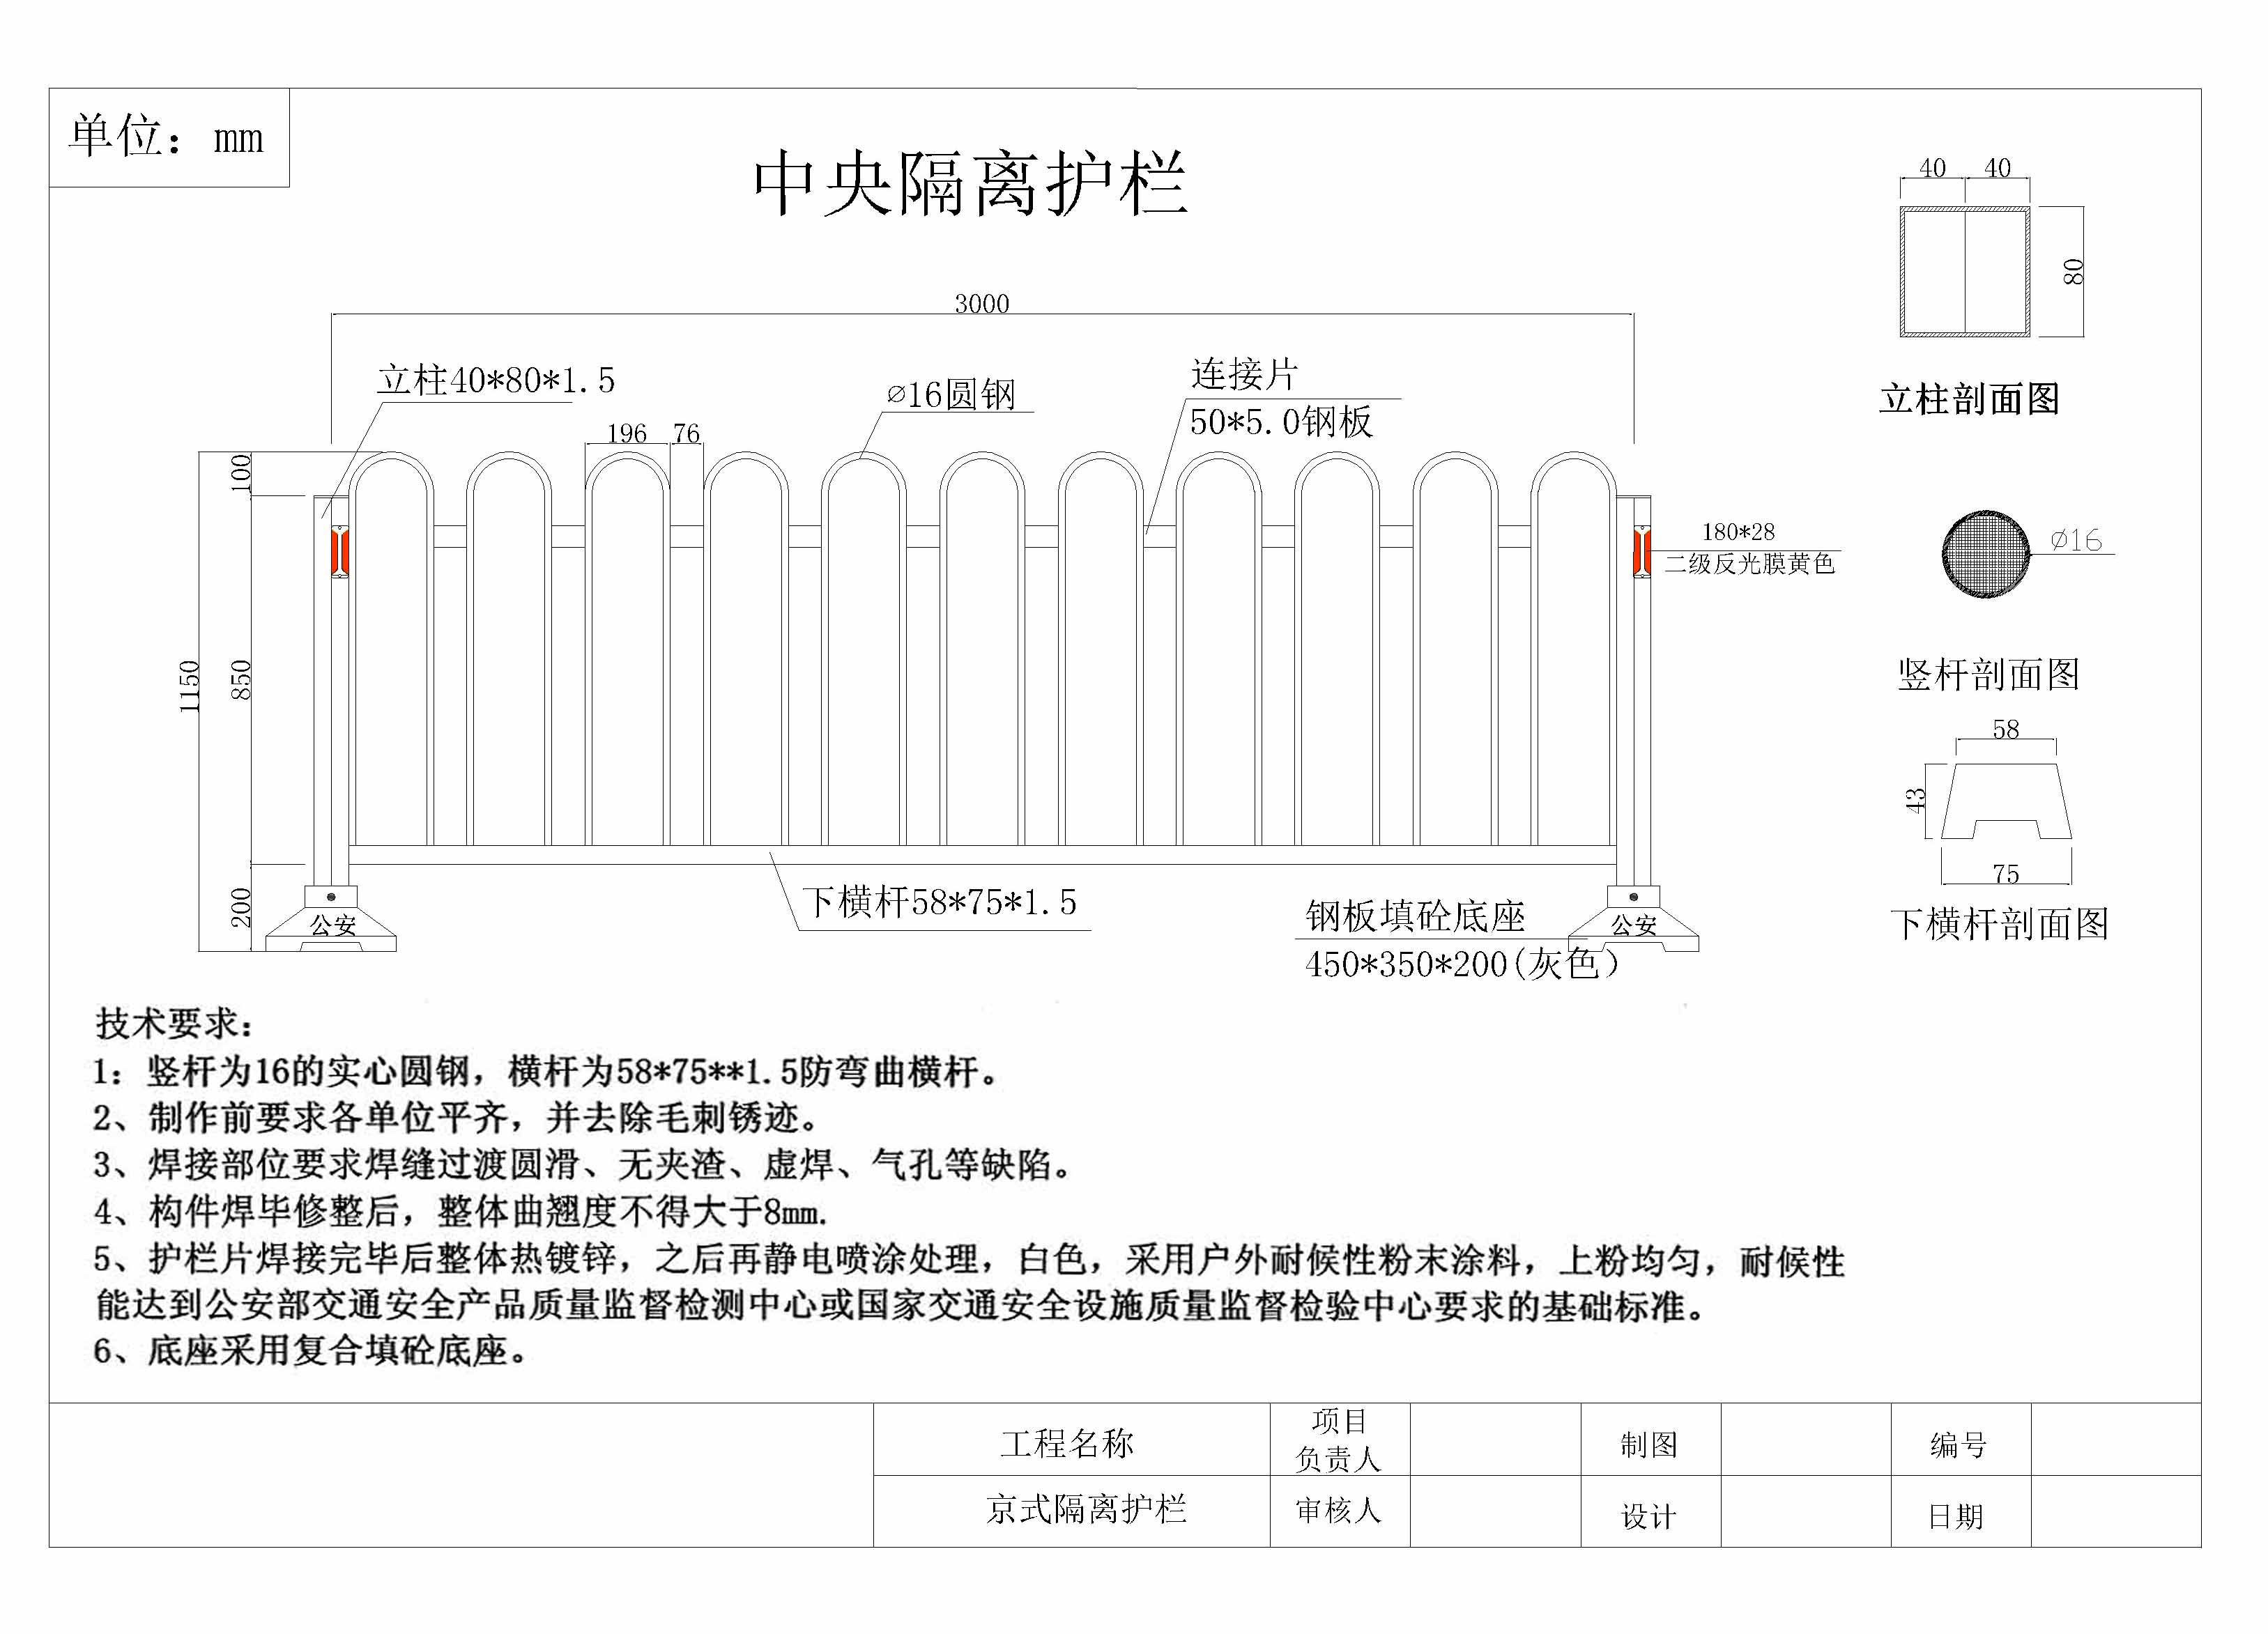 单位：mm
中央隔离护栏
40 40
80
立柱剖面图
3000
立柱40*80*1.5
⌀16圆钢
连接片
50*5.0钢板
196 76
100
850
1150
200
180*28
二级反光膜黄色
⌀16
竖杆剖面图
58
43
75
下横杆剖面图
下横杆58*75*1.5
钢板填砼底座
450*350*200(灰色)
公安
公安
技术要求：
1：竖杆为16的实心圆钢，横杆为58*75**1.5防弯曲横杆。
2、制作前要求各单位平齐，并去除毛刺锈迹。
3、焊接部位要求焊缝过渡圆滑、无夹渣、虚焊、气孔等缺陷。
4、构件焊毕修整后，整体曲翘度不得大于8mm.
5、护栏片焊接完毕后整体热镀锌，之后再静电喷涂处理，白色，采用户外耐候性粉末涂料，上粉均匀，耐候性
能达到公安部交通安全产品质量监督检测中心或国家交通安全设施质量监督检验中心要求的基础标准。
6、底座采用复合填砼底座。
工程名称
项目
负责人
制图
编号
京式隔离护栏
审核人
设计
日期